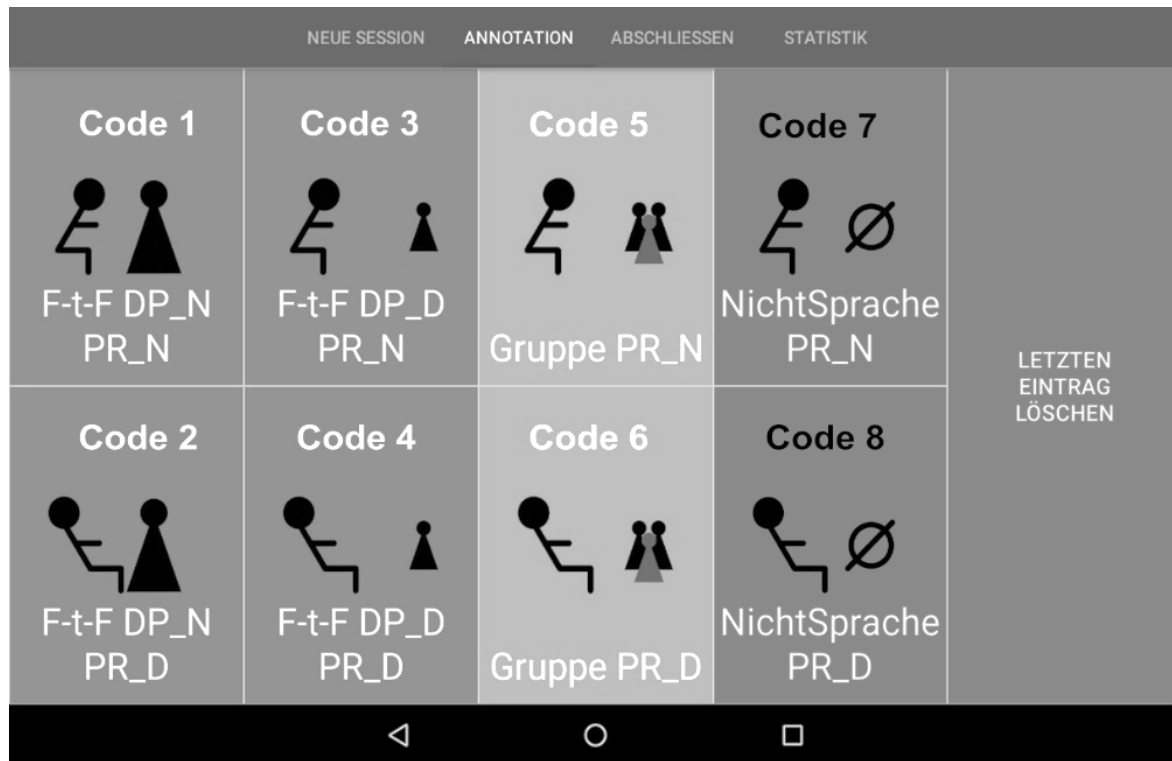 NEUE SESSION ANNOTATION ABSCHLIESSEN STATISTIK
Code 1
F-t-F DP_N
PR_N
Code 3
F-t-F DP_D
PR_N
Code 5
Gruppe PR_N
Code 7
NichtSprache
PR_N
Code 2
F-t-F DP_N
PR_D
Code 4
F-t-F DP_D
PR_D
Code 6
Gruppe PR_D
Code 8
NichtSprache
PR_D
LETZTEN
EINTRAG
LÖSCHEN